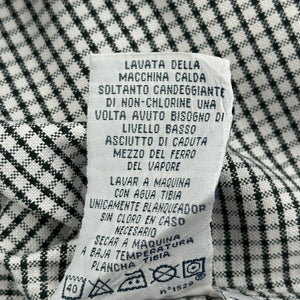 LAVATA DELLA
MACCHINA CALDA
SOLTANTO CANDEGGIANTE
DI NON-CHLORINE UNA
VOLTA AVUTO BISOGNO DI
LIVELLO BASSO
ASCIUTTO DI CADUTA
MEZZO DEL FERRO
DEL VAPORE
LAVAR A MAQUINA
CON AGUA TIBIA
UNICAMENTE BLANQUEADOR
SIN CLORO EN CASO
NECESARIO
SECAR A MAQUINA
A BAJA TEMPERATURA
PLANCHA TIBIA
40